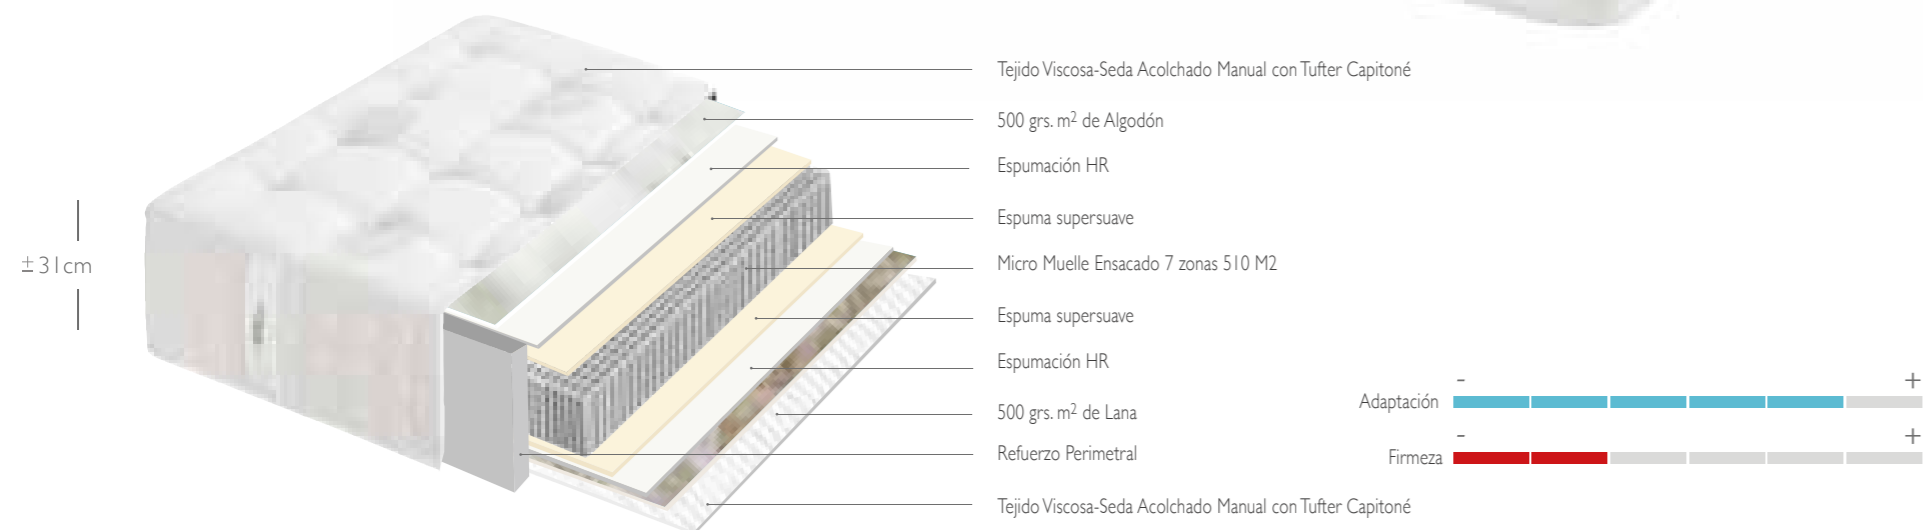 Tejido Viscosa-Seda Acolchado Manual con Tufter Capitoné
500 grs. m² de Algodón
Espumación HR
Espuma supersuave
± 31cm
Micro Muelle Ensacado 7 zonas 510 M2
Espuma supersuave
Espumación HR
- +
Adaptación
500 grs. m² de Lana
- +
Refuerzo Perimetral
Firmeza
Tejido Viscosa-Seda Acolchado Manual con Tufter Capitoné